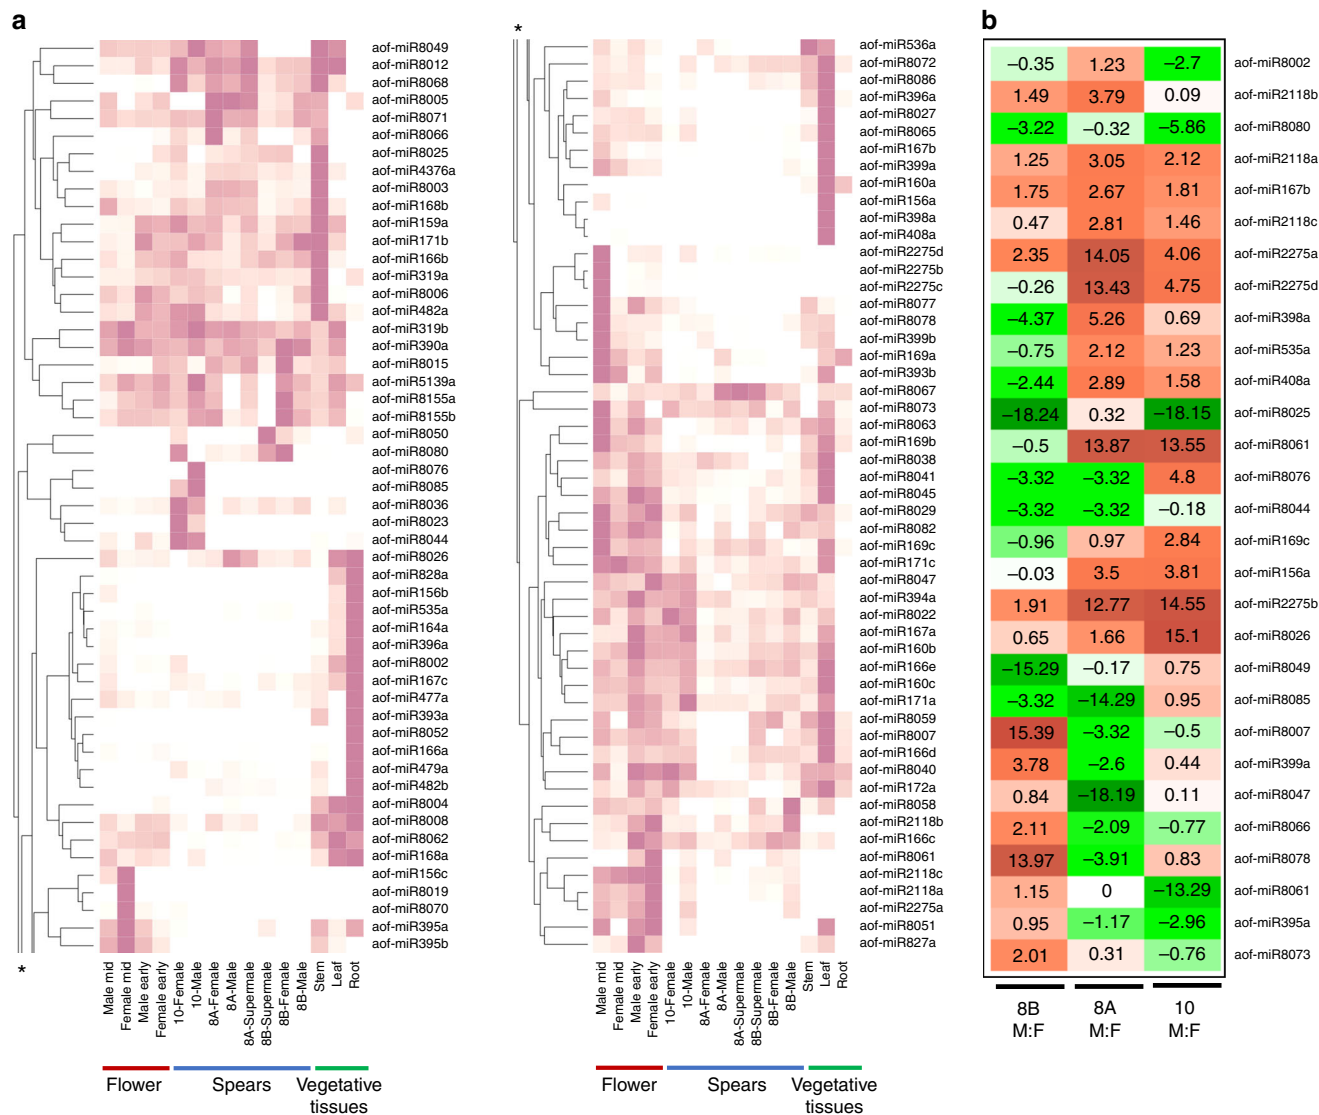 a
aof-miR8049
aof-miR8012
aof-miR8068
aof-miR8005
aof-miR8071
aof-miR8066
aof-miR8025
aof-miR4376a
aof-miR8003
aof-miR168b
aof-miR159a
aof-miR171b
aof-miR166b
aof-miR319a
aof-miR8006
aof-miR482a
aof-miR319b
aof-miR390a
aof-miR8015
aof-miR5139a
aof-miR8155a
aof-miR8155b
aof-miR8050
aof-miR8080
aof-miR8076
aof-miR8085
aof-miR8036
aof-miR8023
aof-miR8044
aof-miR8026
aof-miR828a
aof-miR156b
aof-miR535a
aof-miR164a
aof-miR396a
aof-miR8002
aof-miR167c
aof-miR477a
aof-miR393a
aof-miR8052
aof-miR166a
aof-miR479a
aof-miR482b
aof-miR8004
aof-miR8008
aof-miR8062
aof-miR168a
aof-miR156c
aof-miR8019
aof-miR8070
aof-miR395a
aof-miR395b
*
Male mid
Female mid
Male early
Female early
10-Female
10-Male
8A-Female
8A-Male
8A-Supermale
8B-Supermale
8B-Female
8B-Male
Stem
Leaf
Root
Flower
Spears
Vegetative
tissues
*
aof-miR536a
aof-miR8072
aof-miR8086
aof-miR396a
aof-miR8027
aof-miR8065
aof-miR167b
aof-miR399a
aof-miR160a
aof-miR156a
aof-miR398a
aof-miR408a
aof-miR2275d
aof-miR2275b
aof-miR2275c
aof-miR8077
aof-miR8078
aof-miR399b
aof-miR169a
aof-miR393b
aof-miR8067
aof-miR8073
aof-miR8063
aof-miR169b
aof-miR8038
aof-miR8041
aof-miR8045
aof-miR8029
aof-miR8082
aof-miR169c
aof-miR171c
aof-miR8047
aof-miR394a
aof-miR8022
aof-miR167a
aof-miR160b
aof-miR166e
aof-miR160c
aof-miR171a
aof-miR8059
aof-miR8007
aof-miR166d
aof-miR8040
aof-miR172a
aof-miR8058
aof-miR2118b
aof-miR166c
aof-miR8061
aof-miR2118c
aof-miR2118a
aof-miR2275a
aof-miR8051
aof-miR827a
Male mid
Female mid
Male early
Female early
10-Female
10-Male
8A-Female
8A-Male
8A-Supermale
8B-Supermale
8B-Female
8B-Male
Stem
Leaf
Root
Flower
Spears
Vegetative
tissues
b
−0.35 1.23 −2.7 aof-miR8002
1.49 3.79 0.09 aof-miR2118b
−3.22 −0.32 −5.86 aof-miR8080
1.25 3.05 2.12 aof-miR2118a
1.75 2.67 1.81 aof-miR167b
0.47 2.81 1.46 aof-miR2118c
2.35 14.05 4.06 aof-miR2275a
−0.26 13.43 4.75 aof-miR2275d
−4.37 5.26 0.69 aof-miR398a
−0.75 2.12 1.23 aof-miR535a
−2.44 2.89 1.58 aof-miR408a
−18.24 0.32 −18.15 aof-miR8025
−0.5 13.87 13.55 aof-miR8061
−3.32 −3.32 4.8 aof-miR8076
−3.32 −3.32 −0.18 aof-miR8044
−0.96 0.97 2.84 aof-miR169c
−0.03 3.5 3.81 aof-miR156a
1.91 12.77 14.55 aof-miR2275b
0.65 1.66 15.1 aof-miR8026
−15.29 −0.17 0.75 aof-miR8049
−3.32 −14.29 0.95 aof-miR8085
15.39 −3.32 −0.5 aof-miR8007
3.78 −2.6 0.44 aof-miR399a
0.84 −18.19 0.11 aof-miR8047
2.11 −2.09 −0.77 aof-miR8066
13.97 −3.91 0.83 aof-miR8078
1.15 0 −13.29 aof-miR8061
0.95 −1.17 −2.96 aof-miR395a
2.01 0.31 −0.76 aof-miR8073
8B 8A 10
M:F M:F M:F